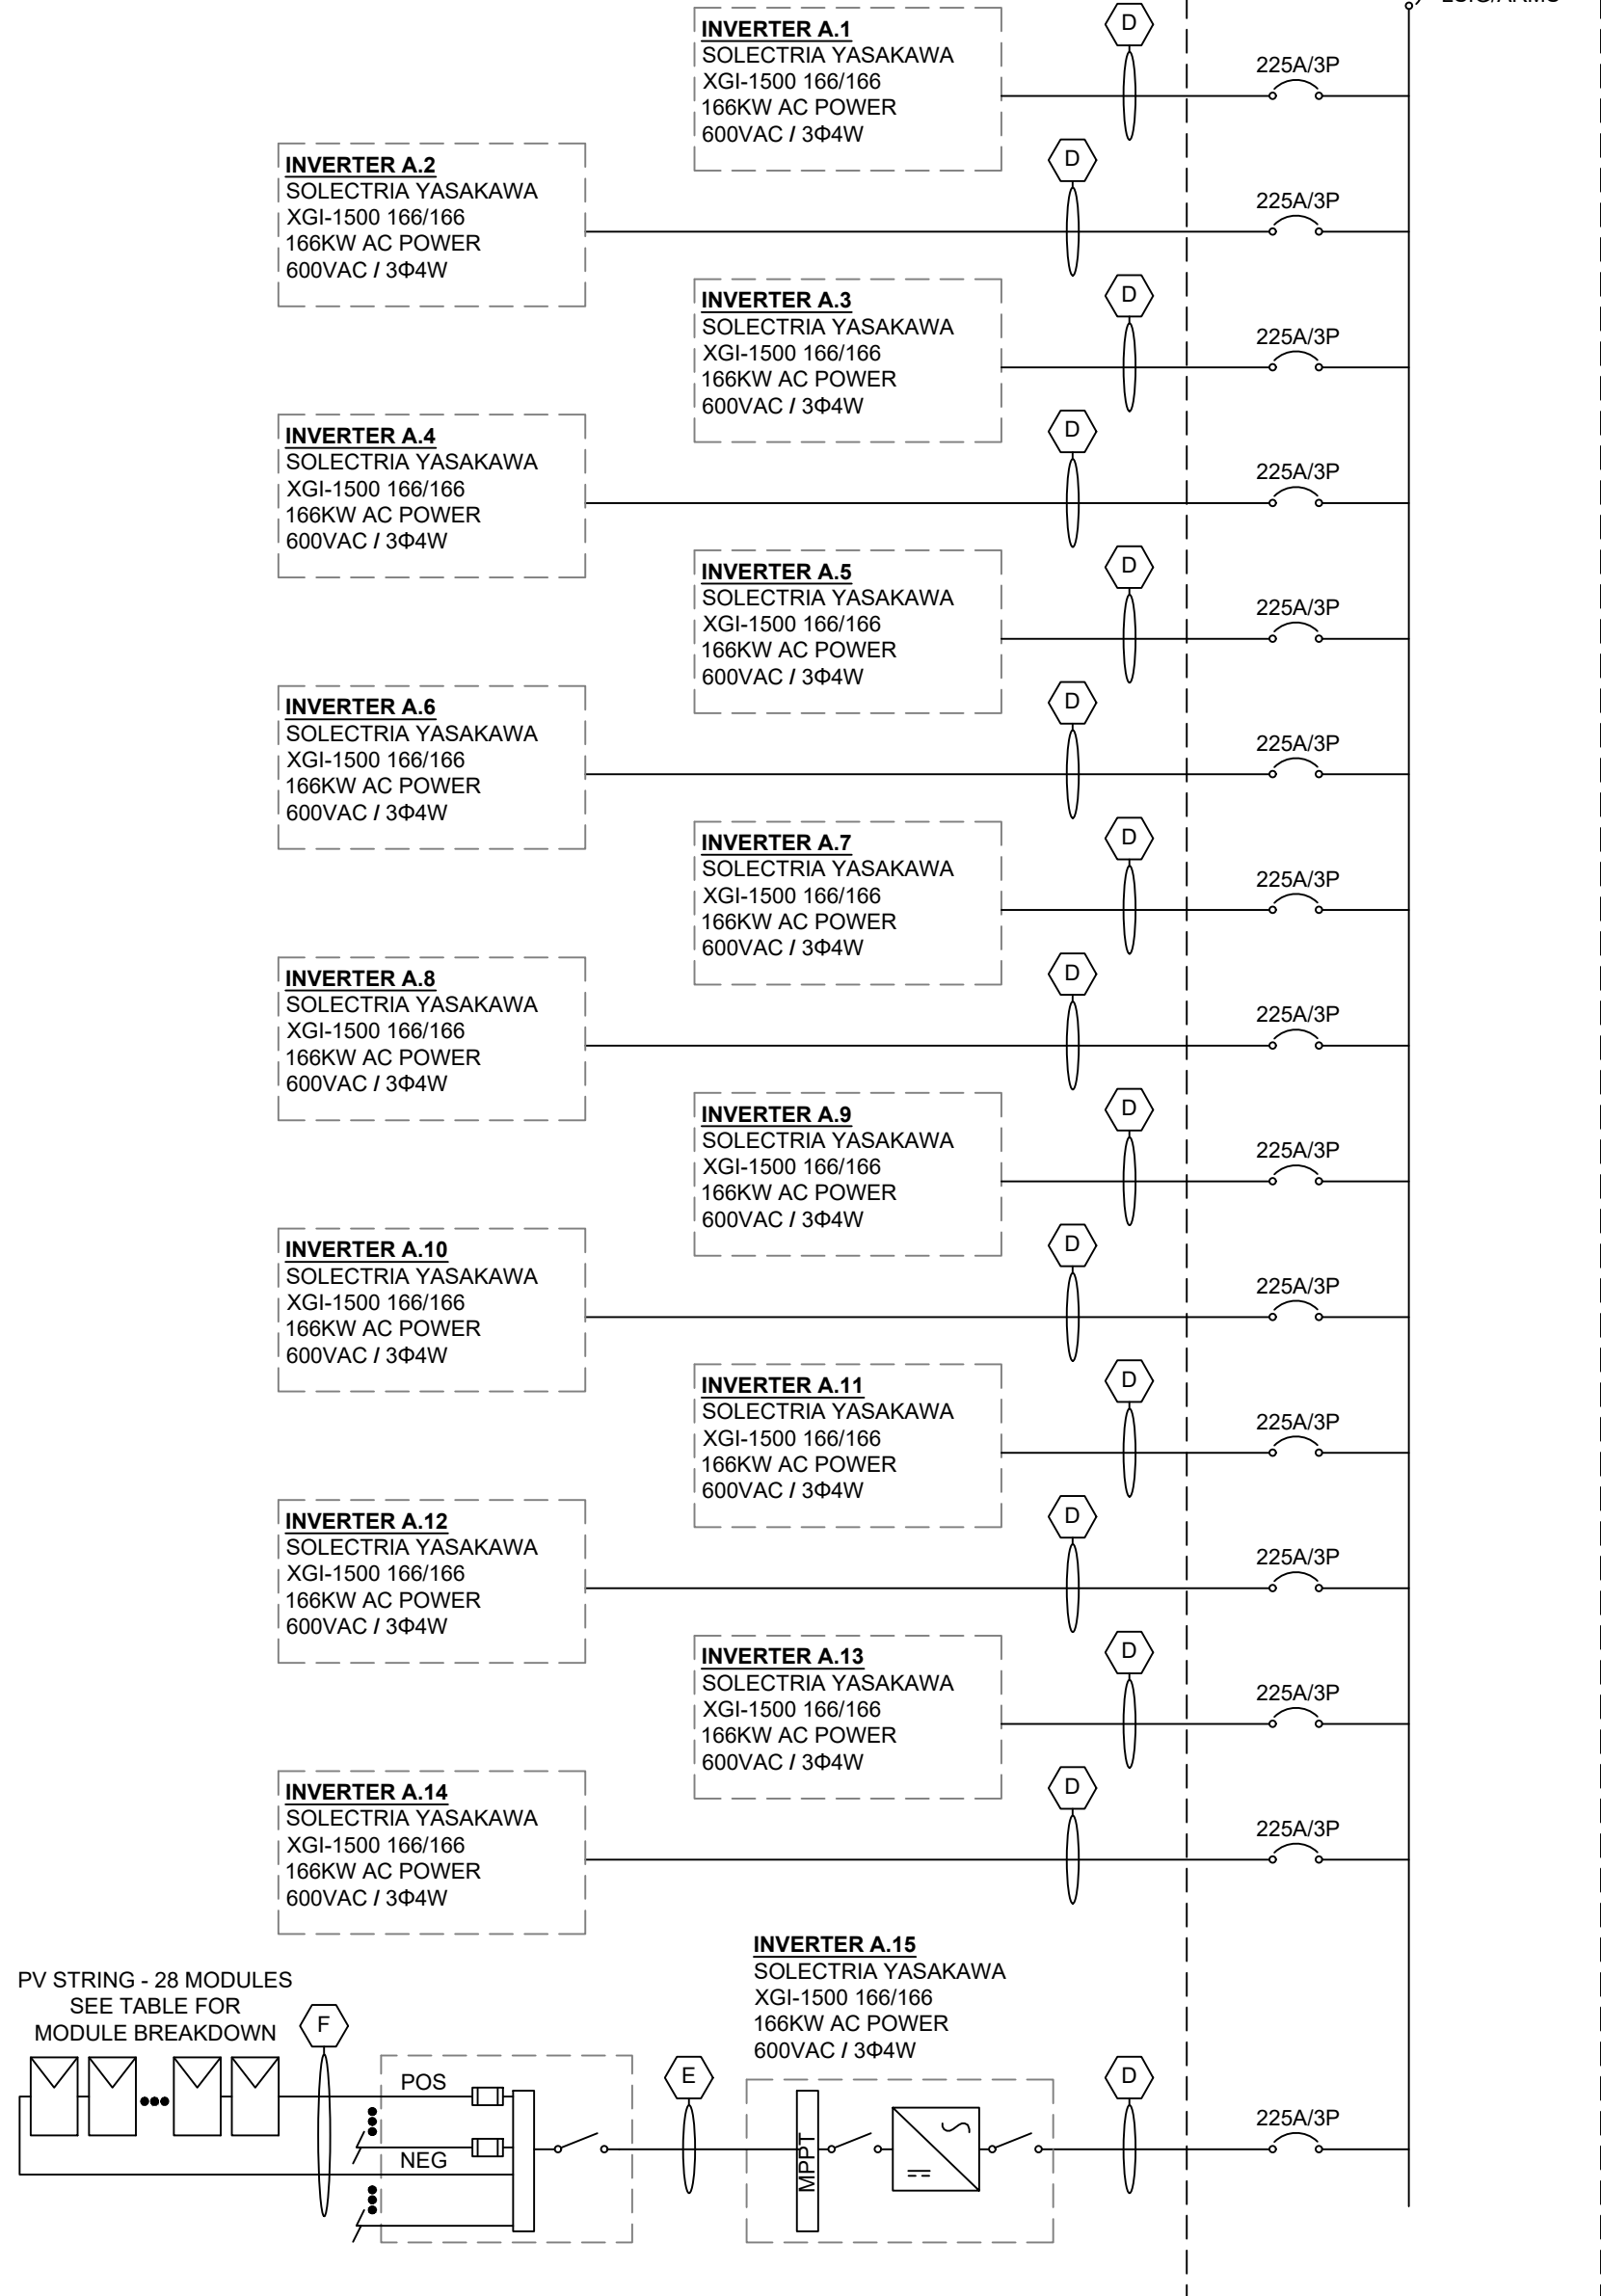 LSIG/ARMS
D
225A/3P
INVERTER A.1
SOLECTRIA YASAKAWA
XGI-1500 166/166
166KW AC POWER
600VAC / 3Φ4W
D
225A/3P
INVERTER A.2
SOLECTRIA YASAKAWA
XGI-1500 166/166
166KW AC POWER
600VAC / 3Φ4W
D
225A/3P
INVERTER A.3
SOLECTRIA YASAKAWA
XGI-1500 166/166
166KW AC POWER
600VAC / 3Φ4W
D
225A/3P
INVERTER A.4
SOLECTRIA YASAKAWA
XGI-1500 166/166
166KW AC POWER
600VAC / 3Φ4W
D
225A/3P
INVERTER A.5
SOLECTRIA YASAKAWA
XGI-1500 166/166
166KW AC POWER
600VAC / 3Φ4W
D
225A/3P
INVERTER A.6
SOLECTRIA YASAKAWA
XGI-1500 166/166
166KW AC POWER
600VAC / 3Φ4W
D
225A/3P
INVERTER A.7
SOLECTRIA YASAKAWA
XGI-1500 166/166
166KW AC POWER
600VAC / 3Φ4W
D
225A/3P
INVERTER A.8
SOLECTRIA YASAKAWA
XGI-1500 166/166
166KW AC POWER
600VAC / 3Φ4W
D
225A/3P
INVERTER A.9
SOLECTRIA YASAKAWA
XGI-1500 166/166
166KW AC POWER
600VAC / 3Φ4W
D
225A/3P
INVERTER A.10
SOLECTRIA YASAKAWA
XGI-1500 166/166
166KW AC POWER
600VAC / 3Φ4W
D
225A/3P
INVERTER A.11
SOLECTRIA YASAKAWA
XGI-1500 166/166
166KW AC POWER
600VAC / 3Φ4W
D
225A/3P
INVERTER A.12
SOLECTRIA YASAKAWA
XGI-1500 166/166
166KW AC POWER
600VAC / 3Φ4W
D
225A/3P
INVERTER A.13
SOLECTRIA YASAKAWA
XGI-1500 166/166
166KW AC POWER
600VAC / 3Φ4W
D
225A/3P
INVERTER A.14
SOLECTRIA YASAKAWA
XGI-1500 166/166
166KW AC POWER
600VAC / 3Φ4W
INVERTER A.15
SOLECTRIA YASAKAWA
XGI-1500 166/166
166KW AC POWER
600VAC / 3Φ4W
PV STRING - 28 MODULES
SEE TABLE FOR
MODULE BREAKDOWN
F
POS
NEG
E
MPPT
D
225A/3P